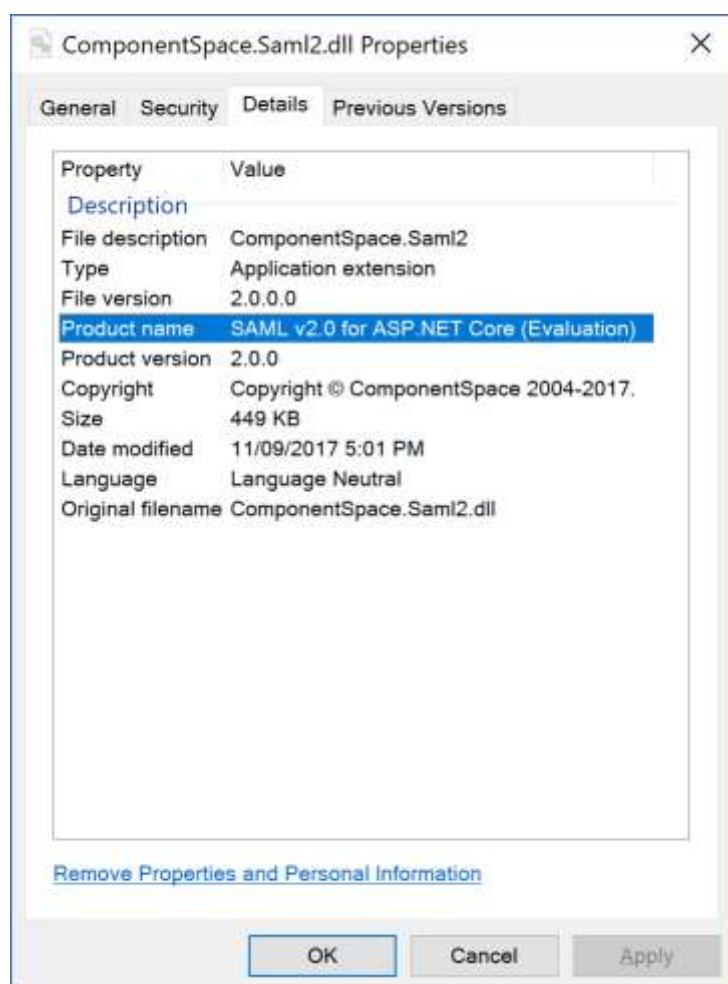 ComponentSpace.Saml2.dll Properties
General Security Details Previous Versions
Property Value
Description
File description ComponentSpace.Saml2
Type Application extension
File version 2.0.0.0
Product name SAML v2.0 for ASP.NET Core (Evaluation)
Product version 2.0.0
Copyright Copyright © ComponentSpace 2004-2017.
Size 449 KB
Date modified 11/09/2017 5:01 PM
Language Language Neutral
Original filename ComponentSpace.Saml2.dll
Remove Properties and Personal Information
OK Cancel Apply